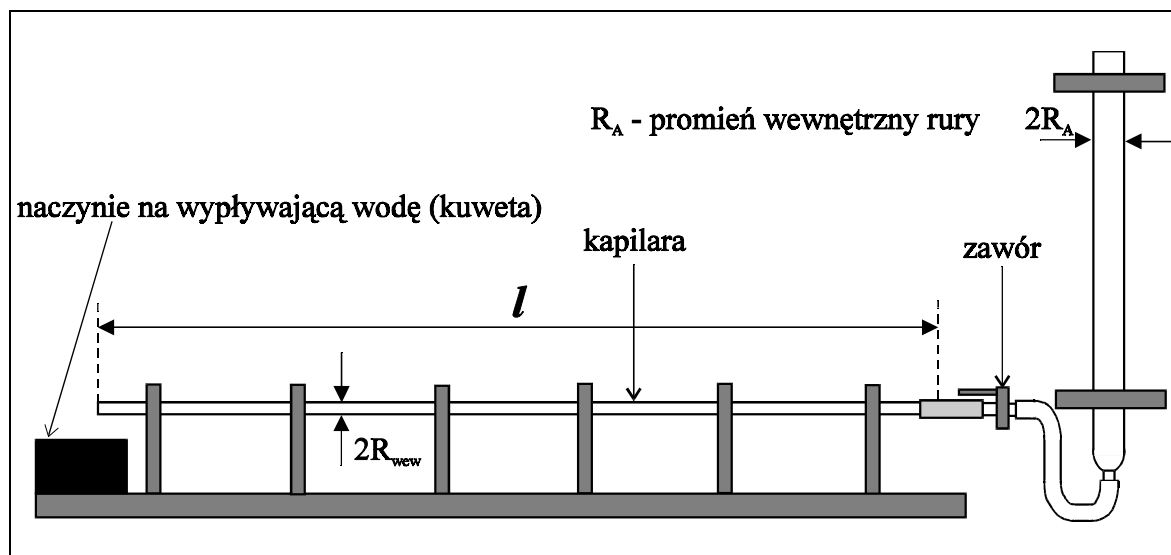 R_A - promień wewnętrzny rury
2R_A
naczynie na wypływającą wodę (kuweta)
kapilara
zawór
l
2R_wew